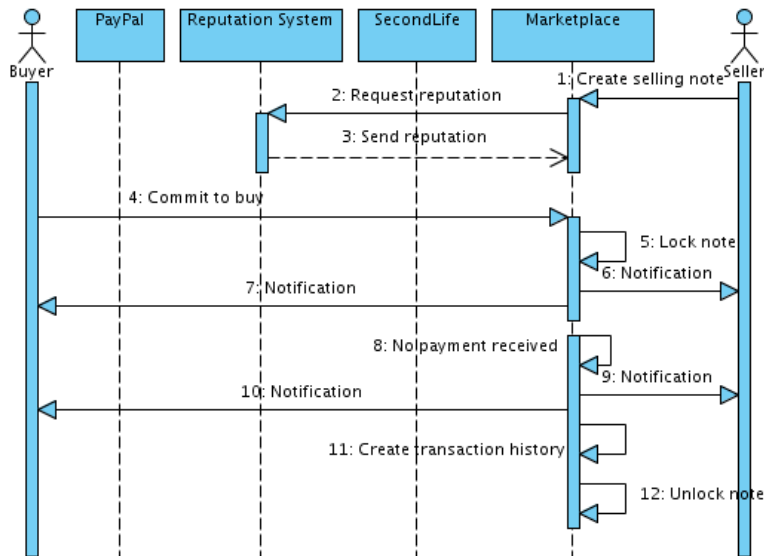 PayPal
Reputation System
SecondLife
Marketplace
Buyer
Seller
1: Create selling note
2: Request reputation
3: Send reputation
4: Commit to buy
5: Lock note
6: Notification
7: Notification
8: No payment received
9: Notification
10: Notification
11: Create transaction history
12: Unlock note